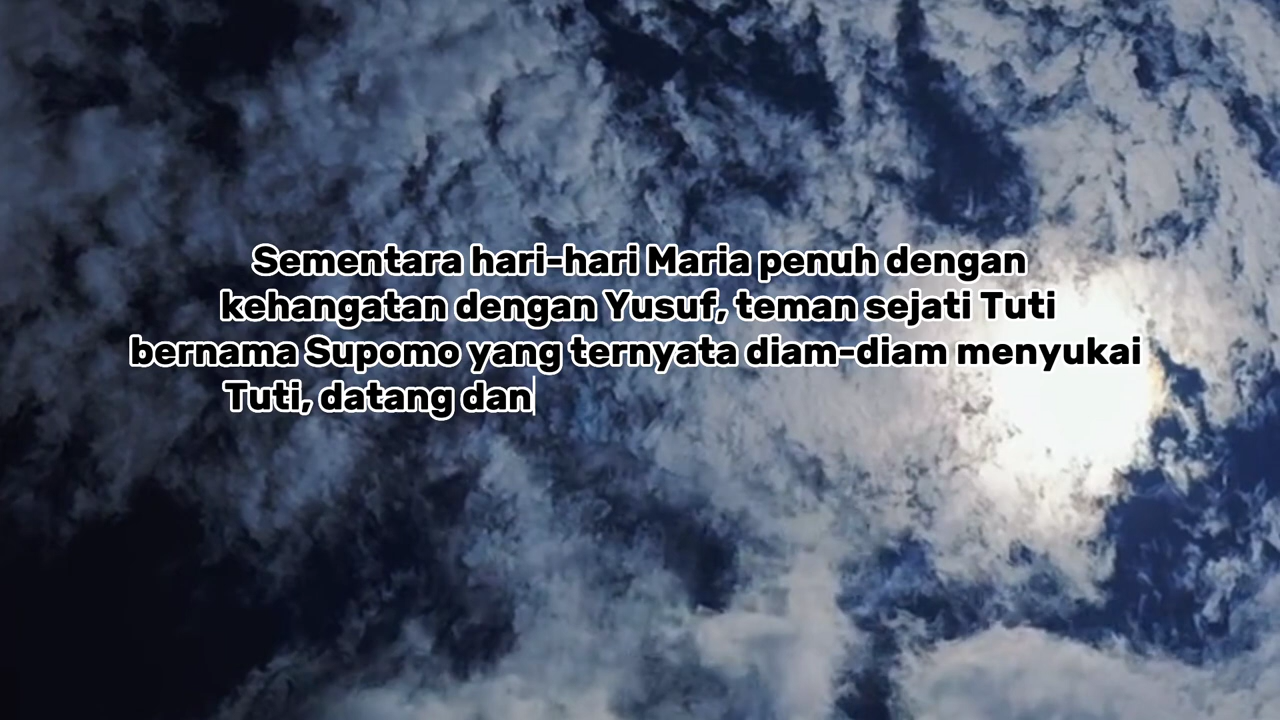 Sementara hari-hari Maria penuh dengan
kehangatan dengan Yusuf, teman sejati Tuti
bernama Supomo yang ternyata diam-diam menyukai
Tuti, datang dan